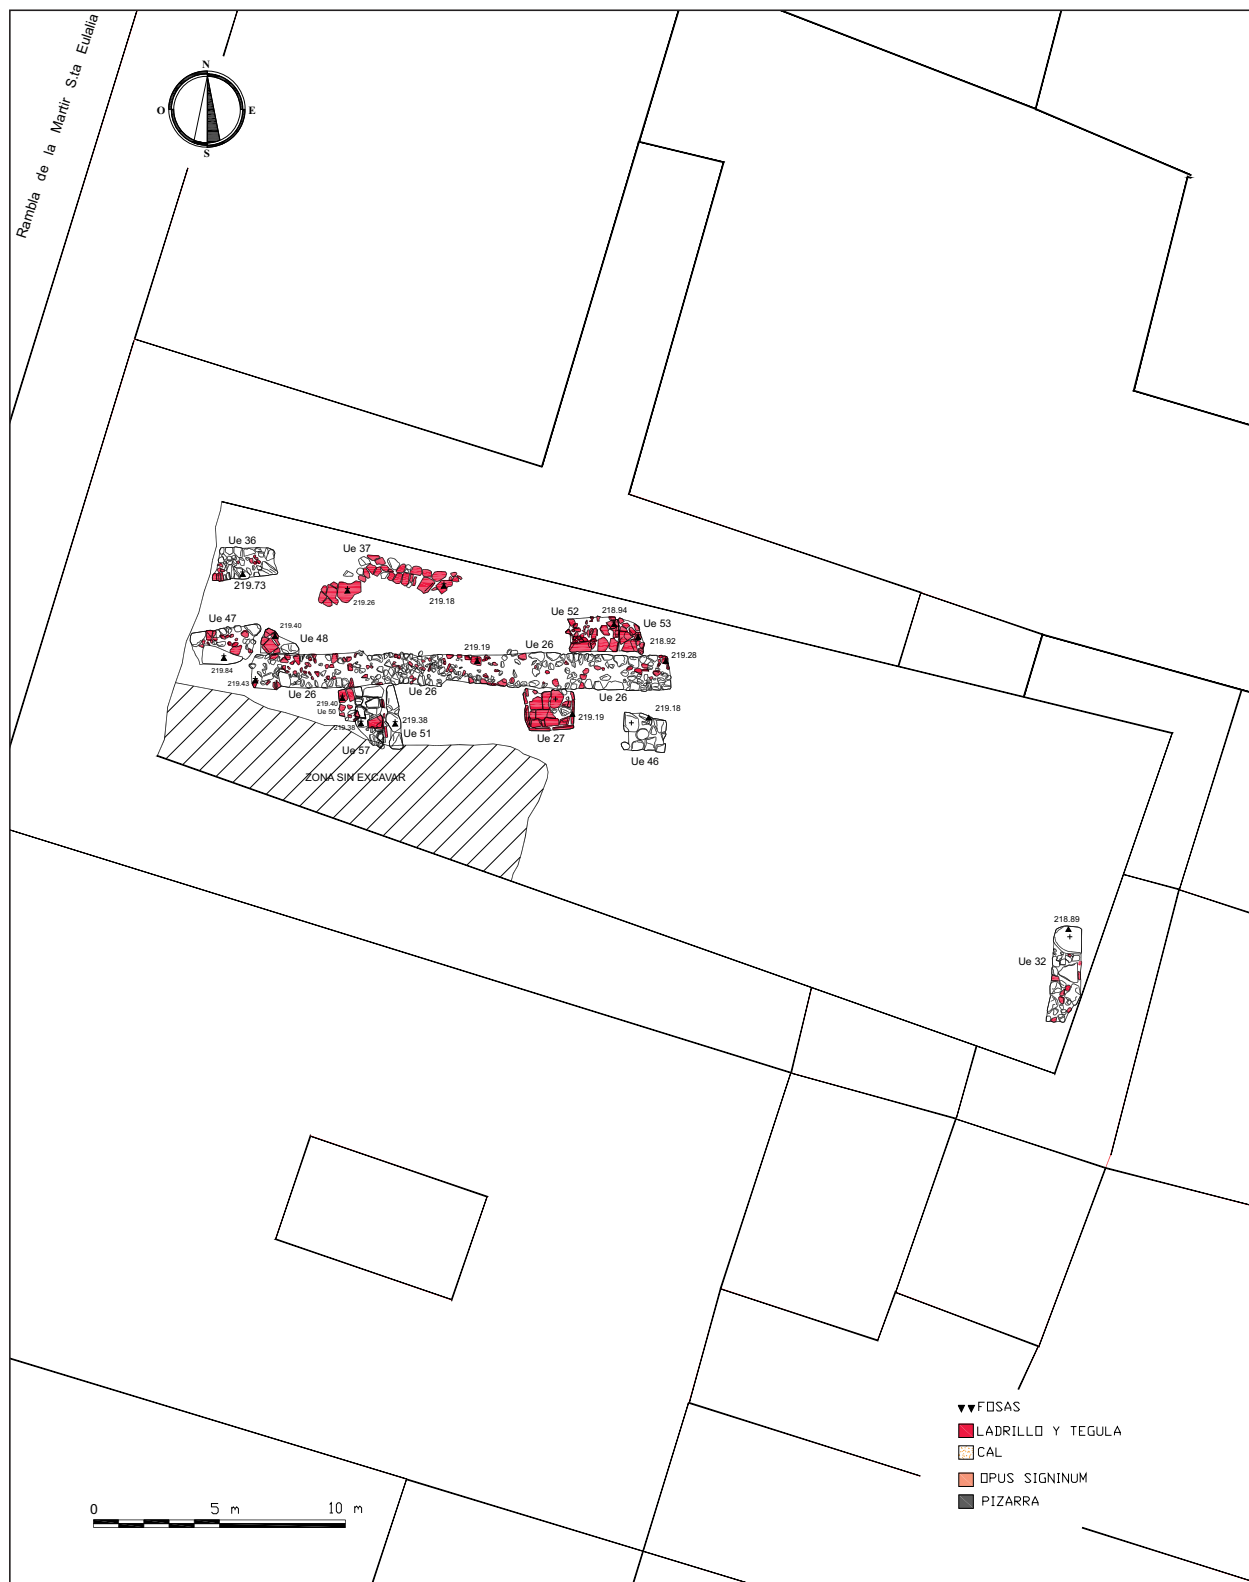 Rambla de la Martir S.ta Eulalia
N
O E
S
Ue 36
219.73
Ue 37
219.26
219.18
Ue 47
219.84
219.40
Ue 48
219.43
Ue 52
218.94
Ue 53
218.92
219.28
219.19
Ue 26
Ue 26
Ue 26
Ue 26
219.40
Ue 50
219.38
219.38
Ue 51
Ue 57
219.19
Ue 27
219.18
Ue 46
ZONA SIN EXCAVAR
218.89
Ue 32
FOSAS
LADRILLO Y TEGULA
CAL
OPUS SIGNINUM
PIZARRA
0 5 m 10 m